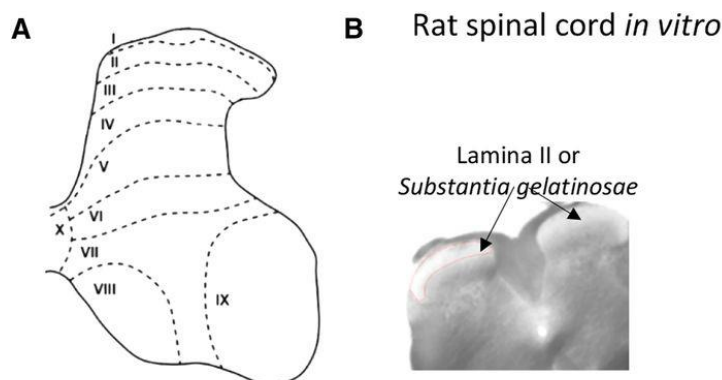 A
I
II
III
IV
V
VI
X
VII
VIII
IX
B
Rat spinal cord in vitro
Lamina II or
Substantia gelatinosae